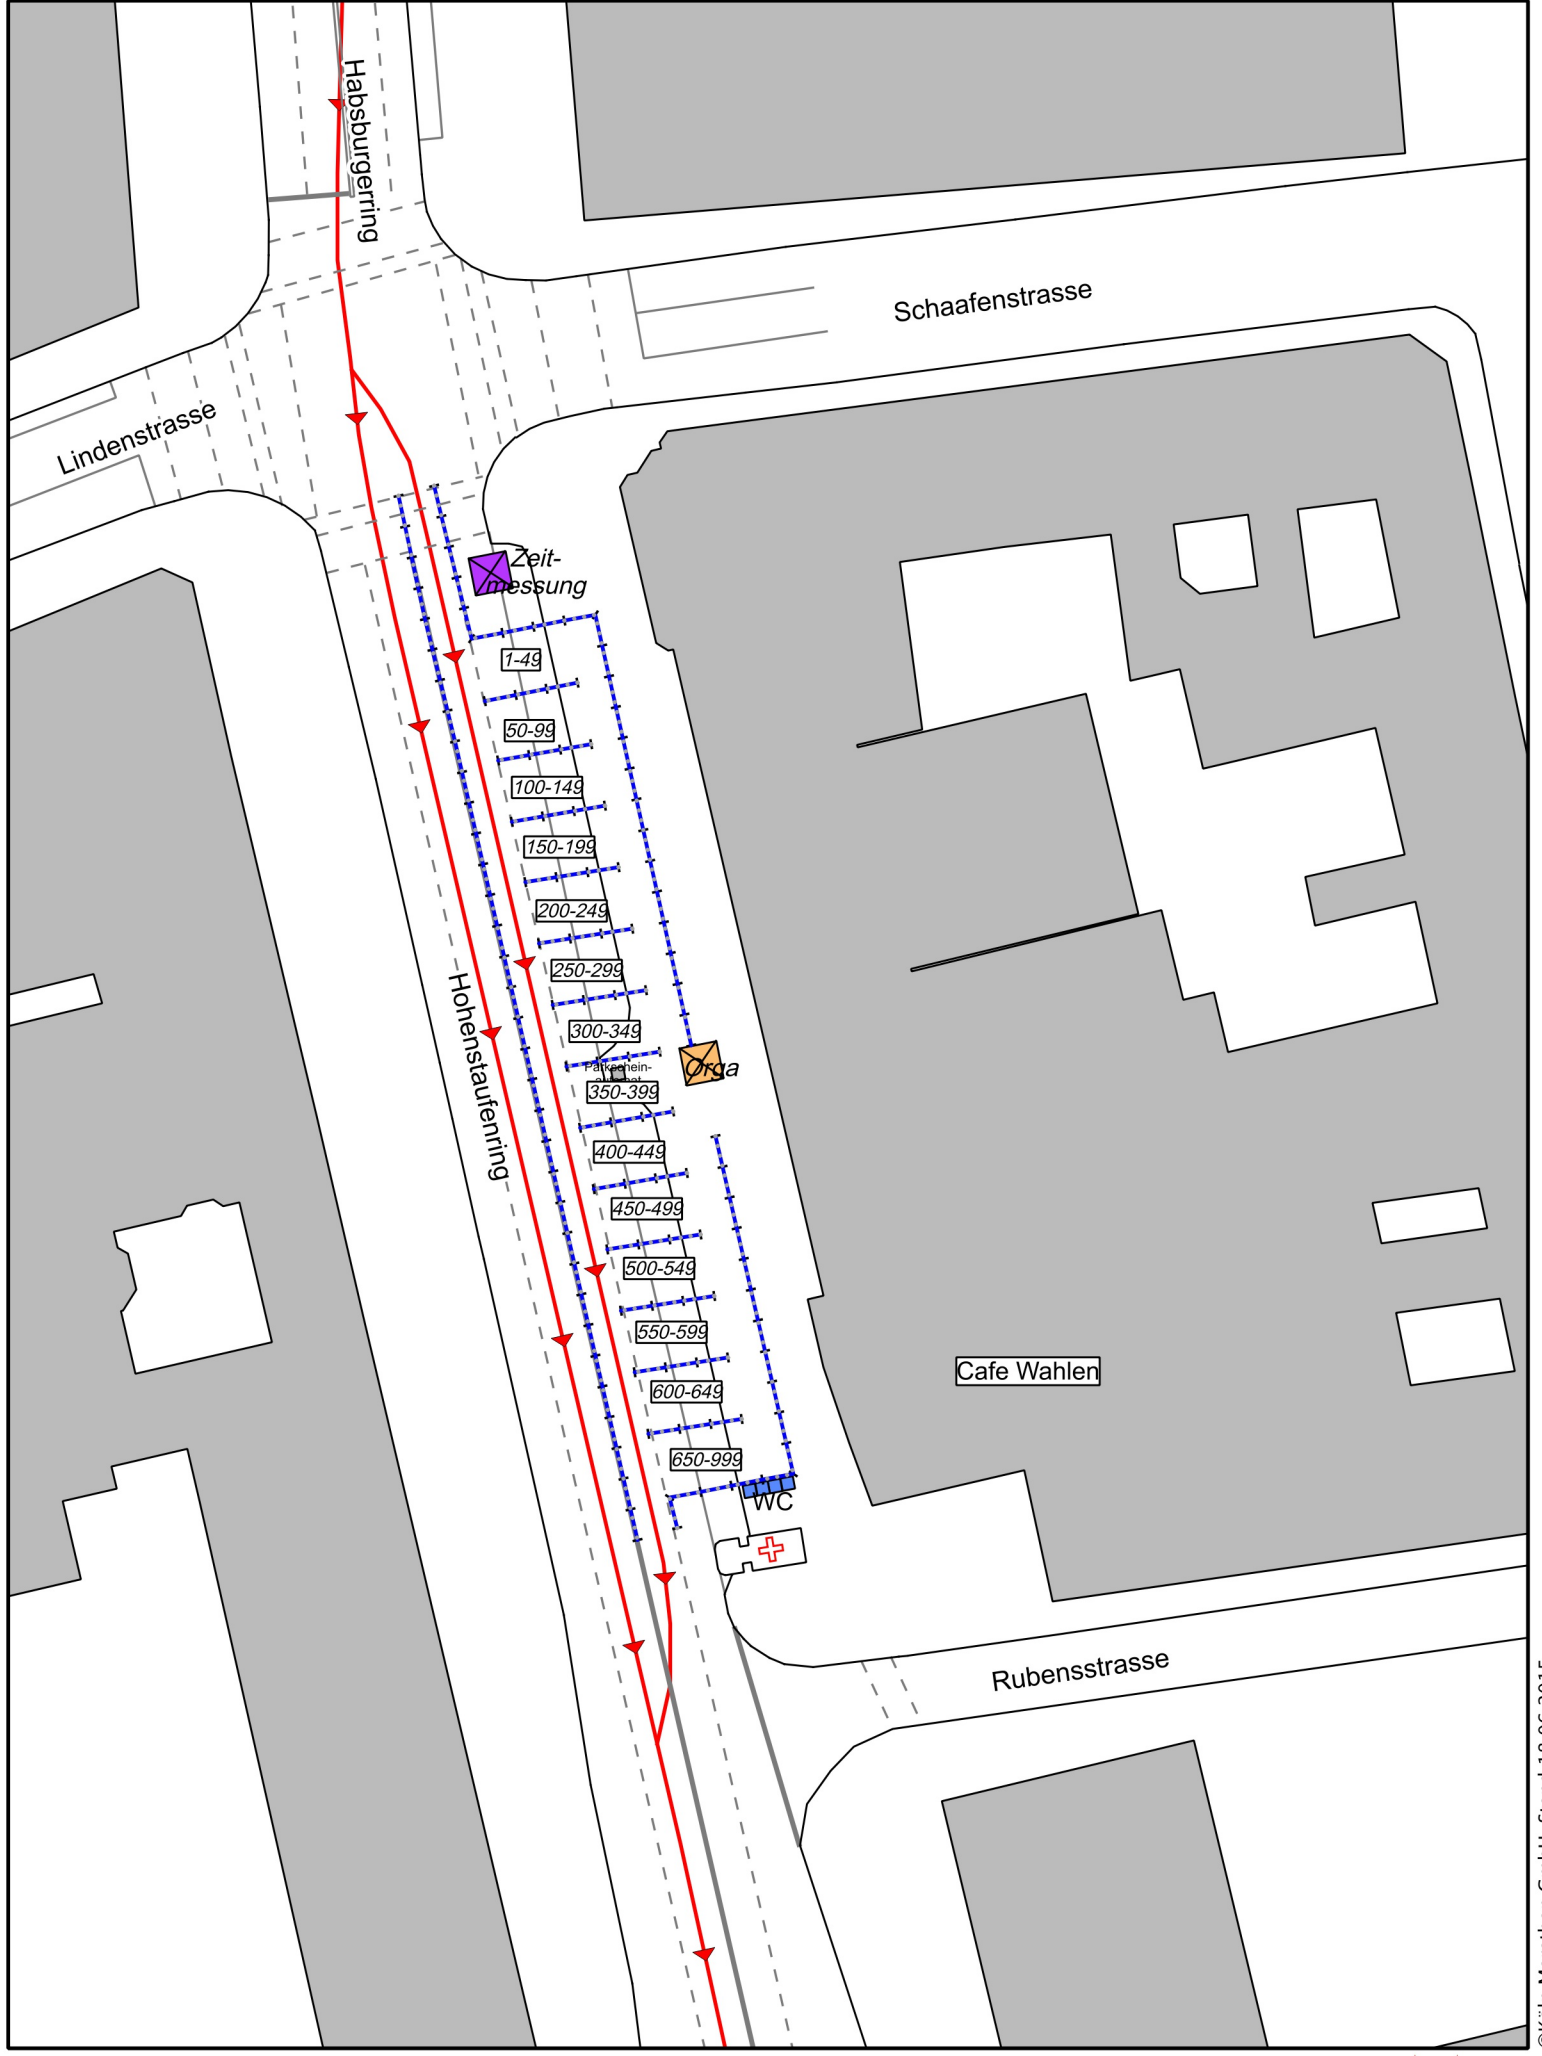 Habsburgerring
Schaafenstrasse
Lindenstrasse
Zeit-
messung
1-49
50-99
100-149
150-199
200-249
250-299
300-349
Parkschein-
Orga
350-399
400-449
450-499
500-549
550-599
600-649
650-999
Hohenstaufenring
Cafe Wahlen
WC
Rubensstrasse